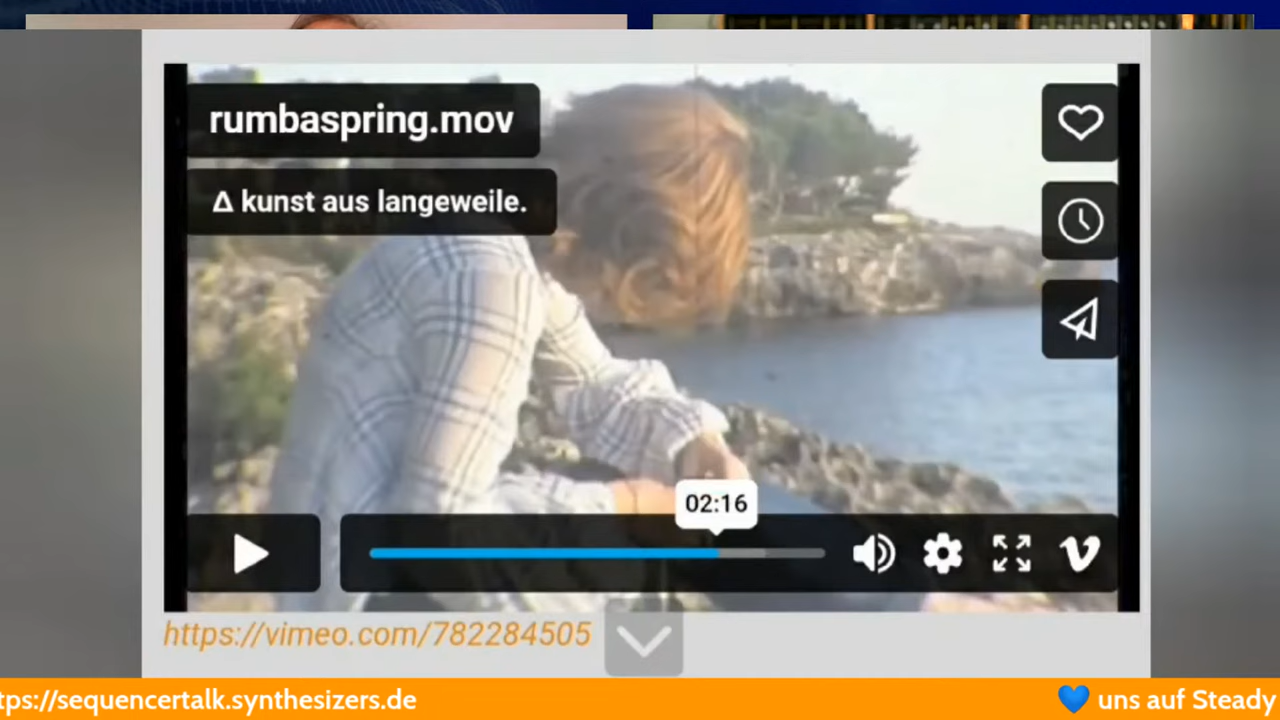 rumbaspring.mov
Δ kunst aus langeweile.
02:16
https://vimeo.com/782284505
tps://sequencertalk.synthesizers.de
💙 uns auf Steady